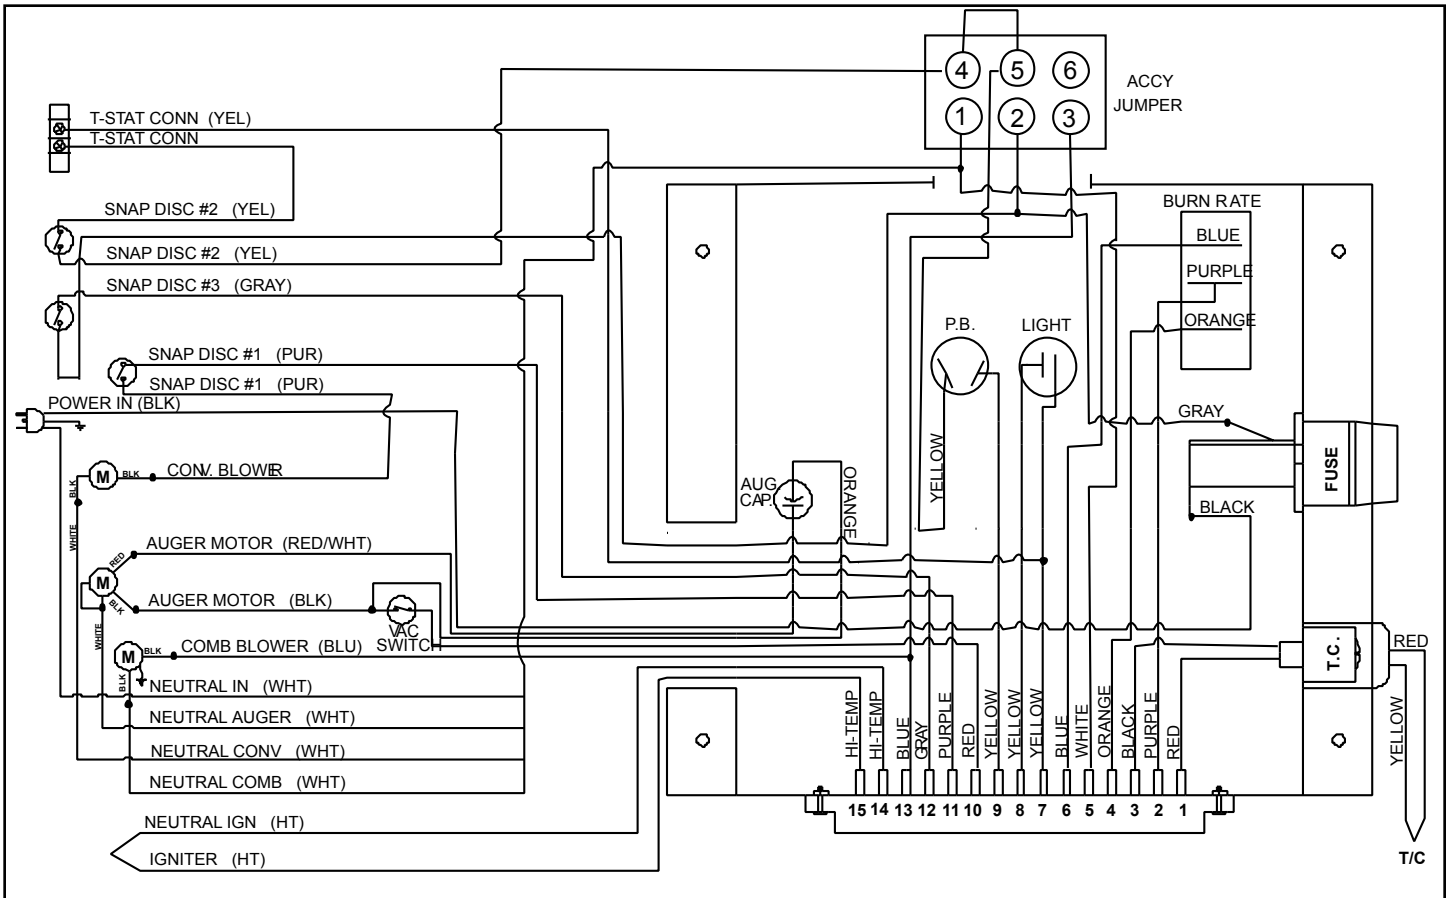 4 5 6
1 2 3
ACCY
JUMPER
T-STAT CONN (YEL)
T-STAT CONN
SNAP DISC #2 (YEL)
SNAP DISC #2 (YEL)
SNAP DISC #3 (GRAY)
SNAP DISC #1 (PUR)
SNAP DISC #1 (PUR)
POWER IN (BLK)
BURN RATE
BLUE
PURPLE
ORANGE
P.B.
LIGHT
GRAY
FUSE
BLACK
YELLOW
AUG.
CAP.
ORANGE
M
BLK
CONV. BLOWER
BLK
WHITE
AUGER MOTOR (RED/WHT)
RED
M
BLK
AUGER MOTOR (BLK)
WHITE
VAC
SWITCH
M
BLK
COMB BLOWER (BLU)
BLK
NEUTRAL IN (WHT)
NEUTRAL AUGER (WHT)
NEUTRAL CONV (WHT)
NEUTRAL COMB (WHT)
NEUTRAL IGN (HT)
IGNITER (HT)
T.C.
RED
YELLOW
T/C
HI-TEMP
HI-TEMP
BLUE
GRAY
PURPLE
RED
YELLOW
YELLOW
YELLOW
BLUE
WHITE
ORANGE
BLACK
PURPLE
RED
15 14 13 12 11 10 9 8 7 6 5 4 3 2 1